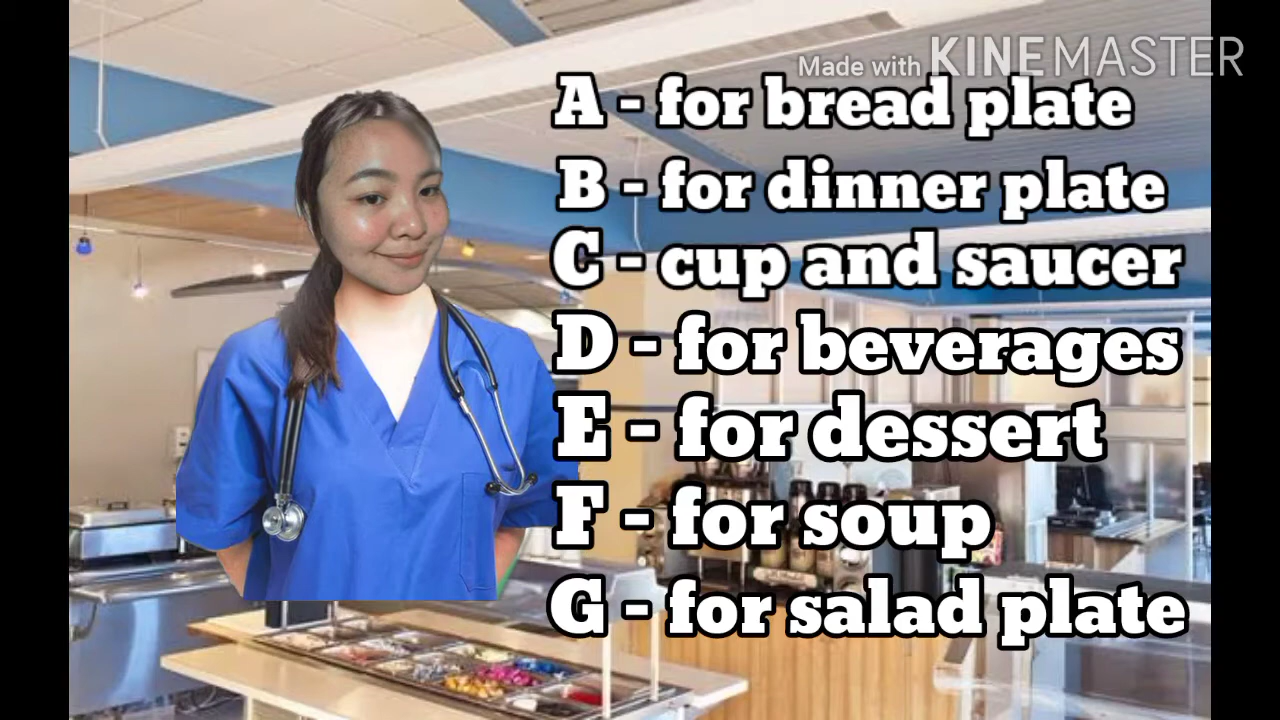 Made with KINEMASTER
A - for bread plate
B - for dinner plate
C - cup and saucer
D - for beverages
E - for dessert
F - for soup
G - for salad plate